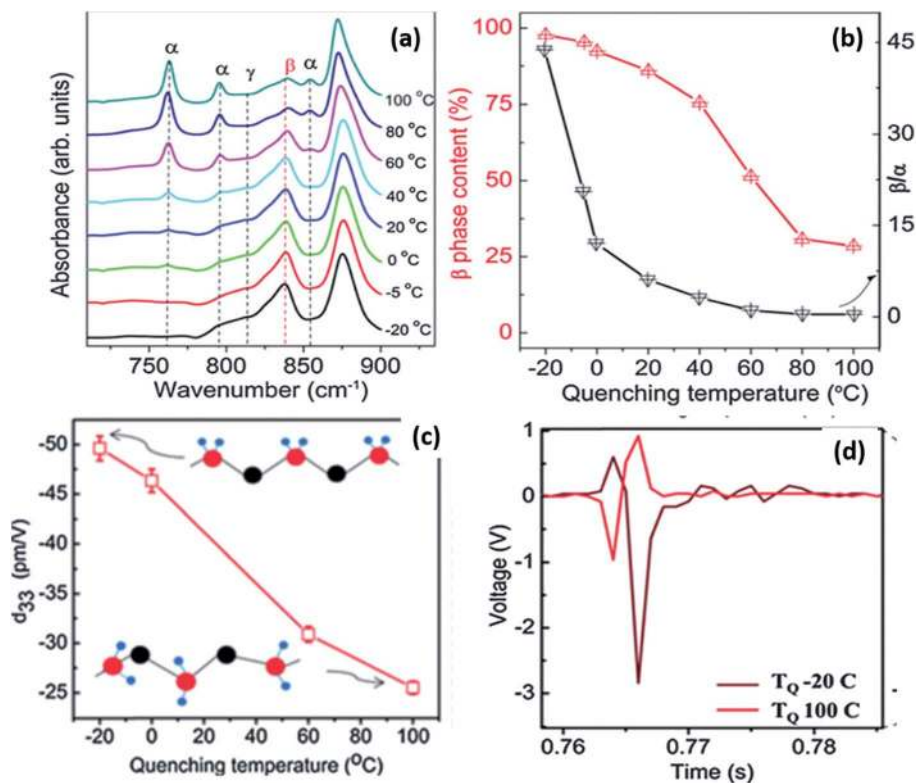 (a)
α
α
γ
β
α
100 °C
80 °C
60 °C
40 °C
20 °C
0 °C
-5 °C
-20 °C
Absorbance (arb. units)
750
800
850
900
Wavenumber (cm-1)
(b)
100
75
50
25
0
β phase content (%)
45
30
15
0
β/α
-20
0
20
40
60
80
100
Quenching temperature (ºC)
(c)
-50
-45
-40
-35
-30
-25
d33 (pm/V)
-20
0
20
40
60
80
100
Quenching temperature (ºC)
(d)
1
0
-1
-2
-3
Voltage (V)
TQ -20 C
TQ 100 C
0.76
0.77
0.78
Time (s)